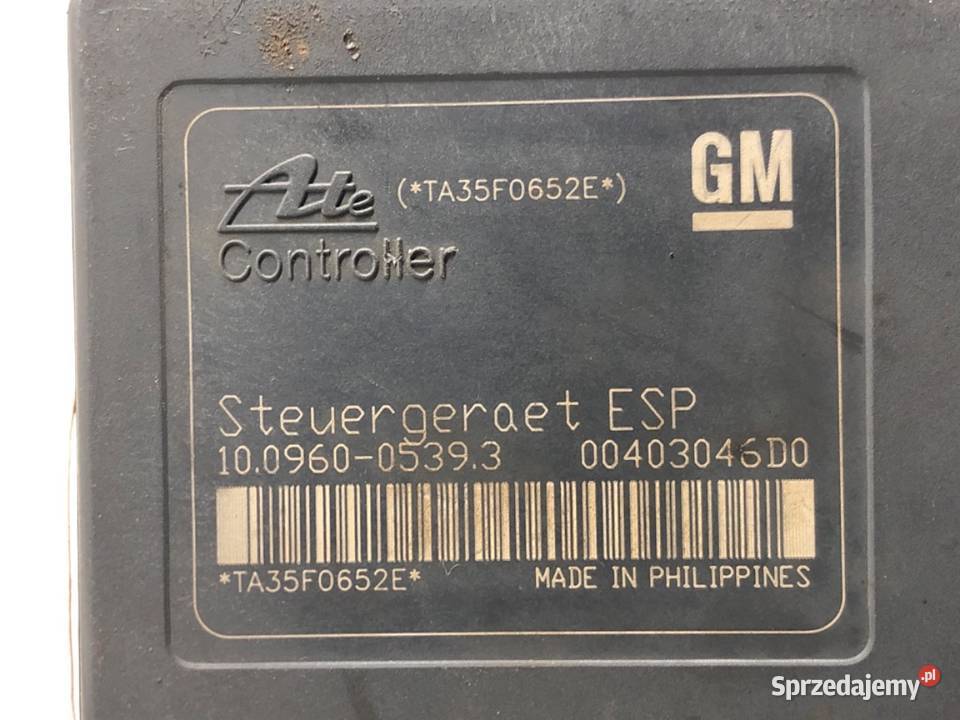 Ate (*TA35F0652E*)
GM
Controller
Steuergeraet ESP
10.0960-0539.3 00403046D0
*TA35F0652E* MADE IN PHILIPPINES
Sprzedajemy.pl